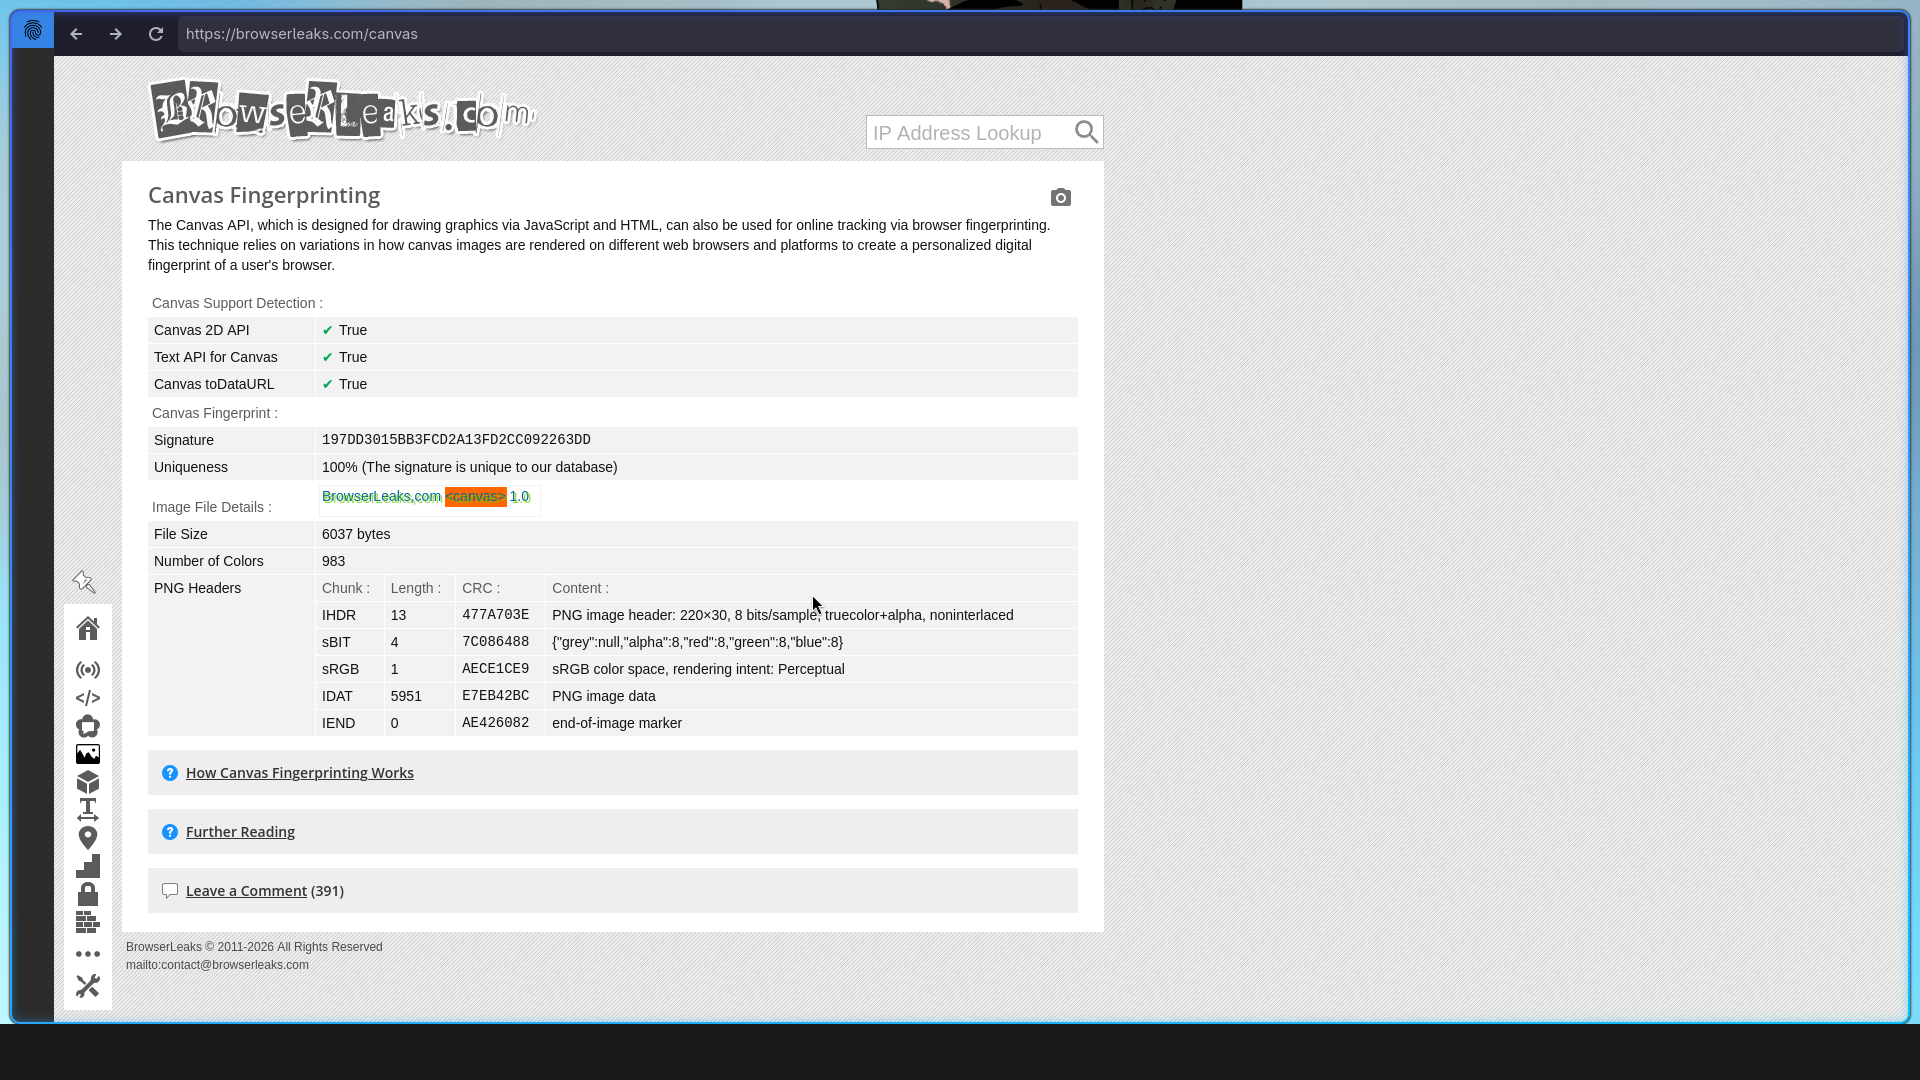 https://browserleaks.com/canvas
BRowseRLeaks.com
IP Address Lookup
Canvas Fingerprinting
The Canvas API, which is designed for drawing graphics via JavaScript and HTML, can also be used for online tracking via browser fingerprinting.
This technique relies on variations in how canvas images are rendered on different web browsers and platforms to create a personalized digital
fingerprint of a user's browser.
Canvas Support Detection :
Canvas 2D API ✔ True
Text API for Canvas ✔ True
Canvas toDataURL ✔ True
Canvas Fingerprint :
Signature 197DD3015BB3FCD2A13FD2CC092263DD
Uniqueness 100% (The signature is unique to our database)
BrowserLeaks,com <canvas> 1.0
Image File Details :
File Size 6037 bytes
Number of Colors 983
PNG Headers Chunk : Length : CRC : Content :
IHDR 13 477A703E PNG image header: 220×30, 8 bits/sample, truecolor+alpha, noninterlaced
sBIT 4 7C086488 {"grey":null,"alpha":8,"red":8,"green":8,"blue":8}
sRGB 1 AECE1CE9 sRGB color space, rendering intent: Perceptual
IDAT 5951 E7EB42BC PNG image data
IEND 0 AE426082 end-of-image marker
How Canvas Fingerprinting Works
Further Reading
Leave a Comment (391)
BrowserLeaks © 2011-2026 All Rights Reserved
mailto:contact@browserleaks.com